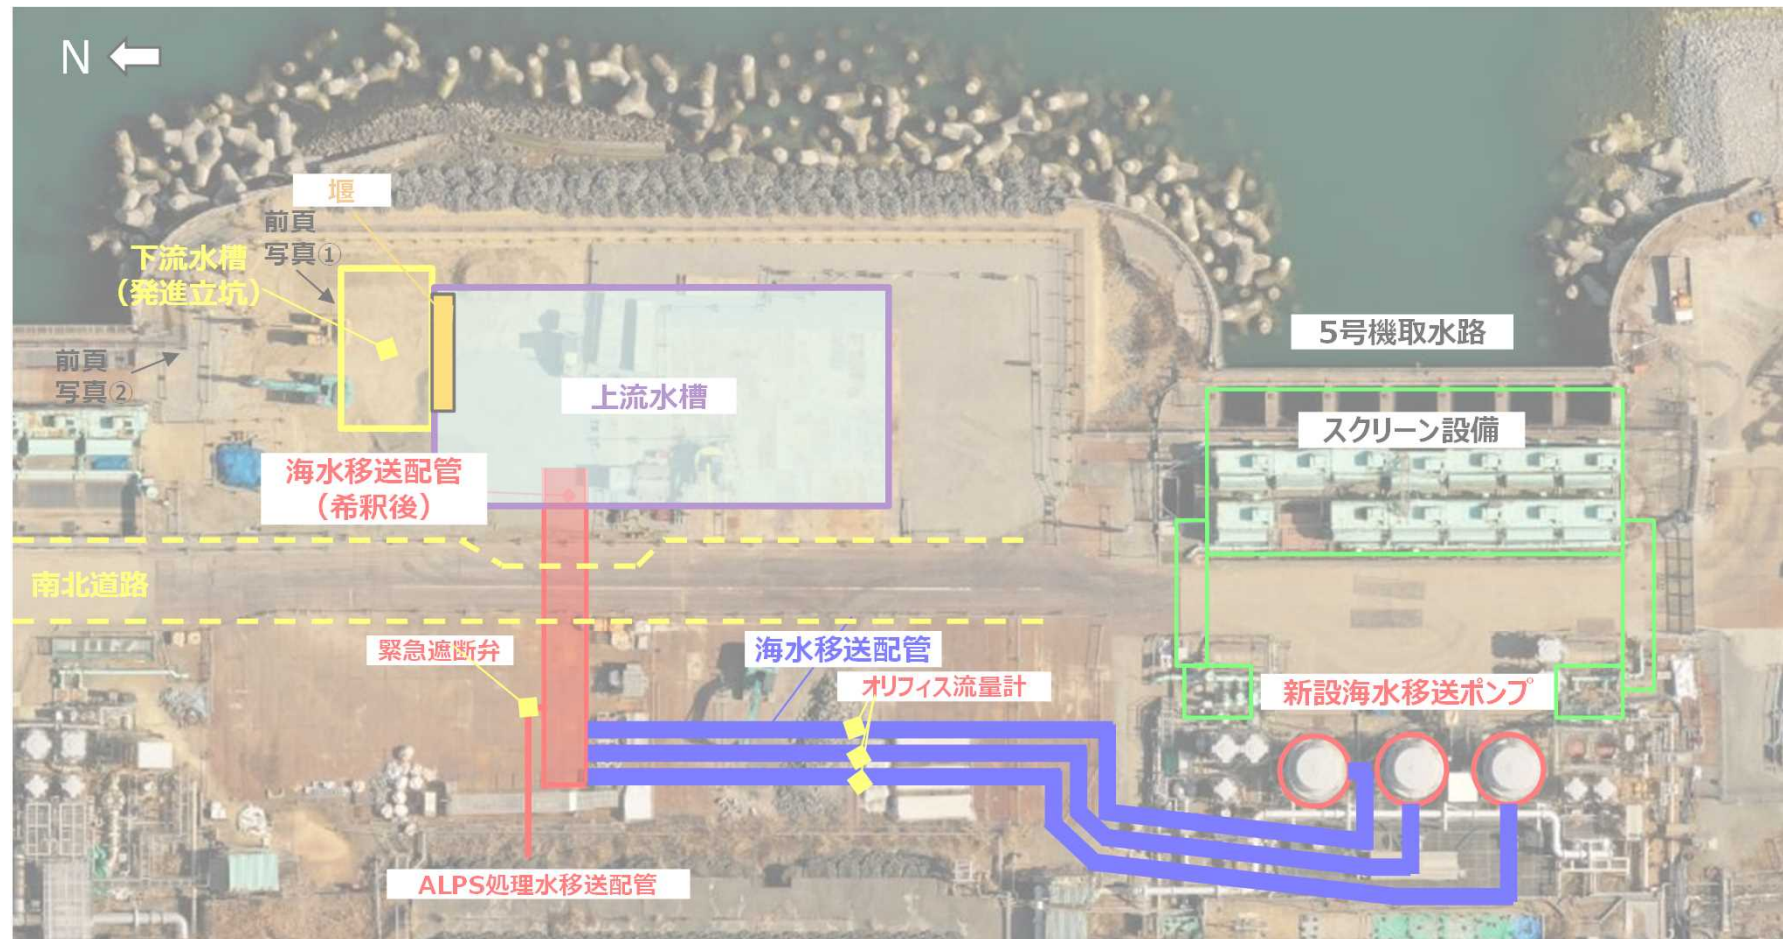 N
堰
前頁
写真①
下流水槽
（発進立坑）
前頁
写真②
5号機取水路
上流水槽
スクリーン設備
海水移送配管
（希釈後）
南北道路
緊急遮断弁
海水移送配管
オリフィス流量計
新設海水移送ポンプ
ALPS処理水移送配管